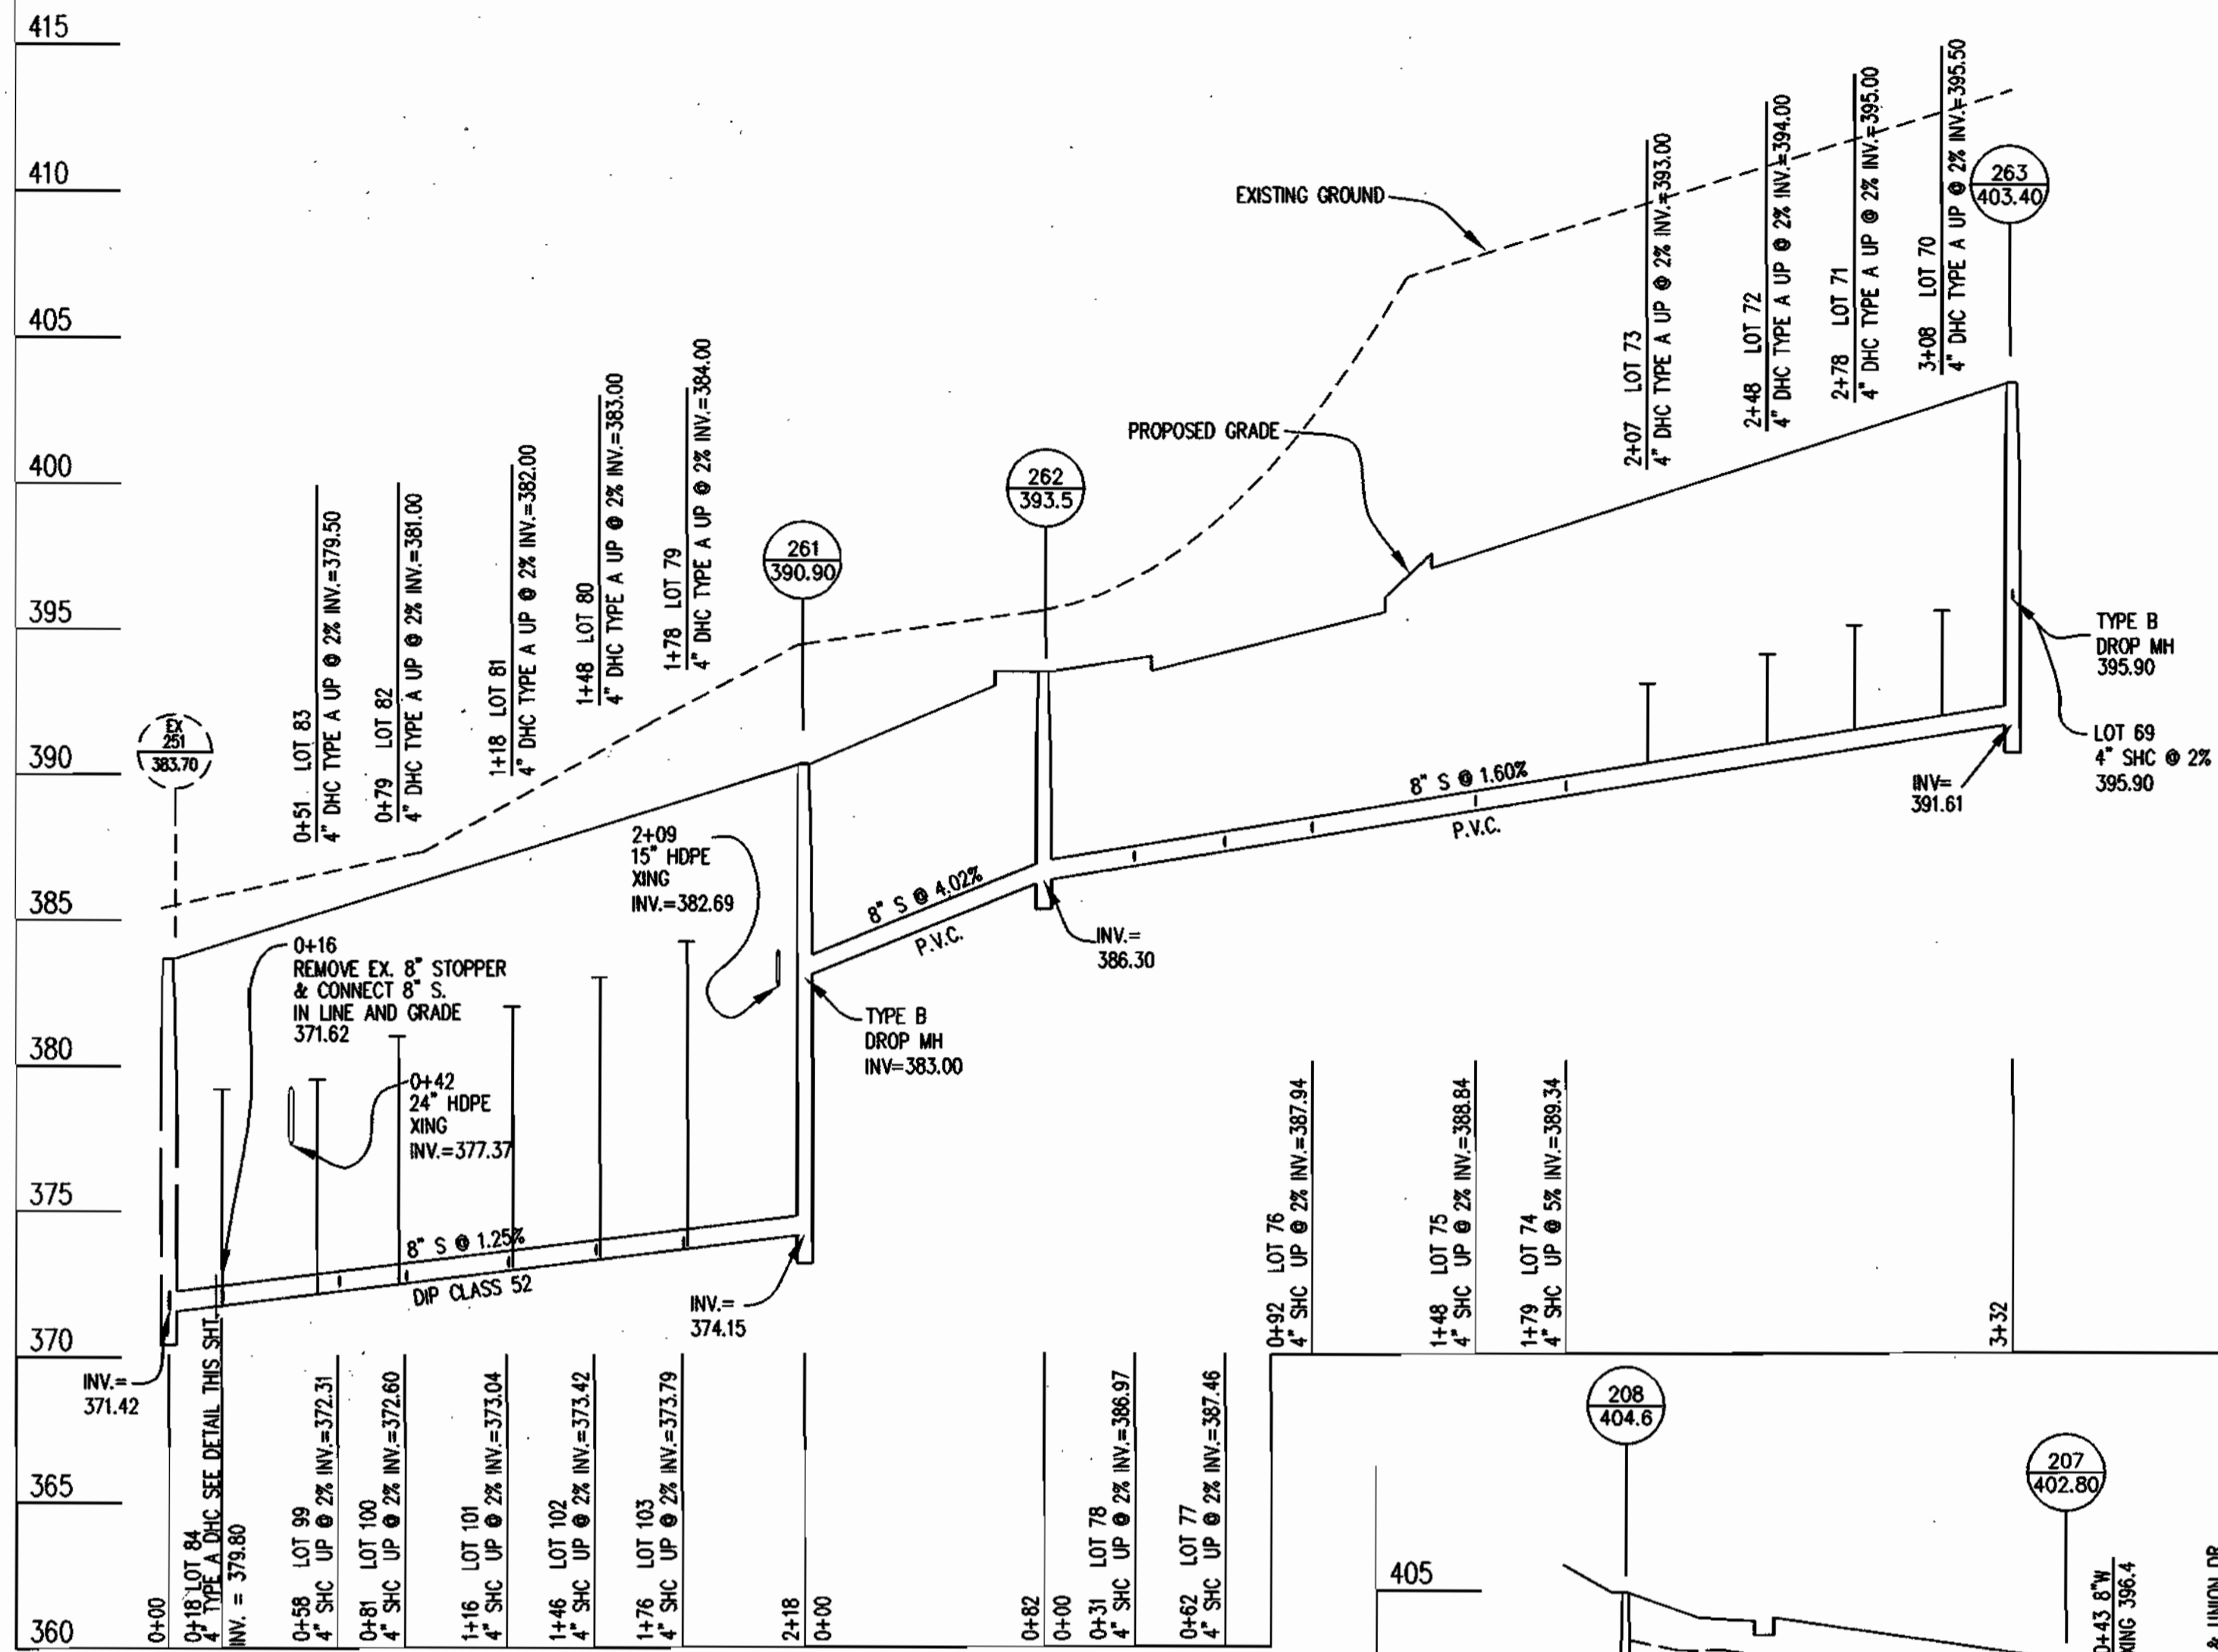 415
410
405
400
395
390
385
380
375
370
365
360
EX
251
383.70
0+51 LOT 83
4" DHC TYPE A UP @ 2% INV.=379.50
0+79 LOT 82
4" DHC TYPE A UP @ 2% INV.=381.00
1+18 LOT 81
4" DHC TYPE A UP @ 2% INV.=382.00
1+48 LOT 80
4" DHC TYPE A UP @ 2% INV.=383.00
1+78 LOT 79
4" DHC TYPE A UP @ 2% INV.=384.00
261
390.90
262
393.5
EXISTING GROUND
PROPOSED GRADE
2+07 LOT 73
4" DHC TYPE A UP @ 2% INV.=393.00
2+48 LOT 72
4" DHC TYPE A UP @ 2% INV.=394.00
2+78 LOT 71
4" DHC TYPE A UP @ 2% INV.=395.00
3+08 LOT 70
4" DHC TYPE A UP @ 2% INV.=395.50
263
403.40
TYPE B
DROP MH
395.90
LOT 69
4" SHC @ 2%
395.90
INV=
391.61
8" S @ 1.60%
P.V.C.
2+09
15" HDPE
XING
INV.=382.69
8" S @ 4.02%
P.V.C.
INV.=
386.30
TYPE B
DROP MH
INV=383.00
0+16
REMOVE EX. 8" STOPPER
& CONNECT 8" S.
IN LINE AND GRADE
371.62
0+42
24" HDPE
XING
INV.=377.37
8" S @ 1.25%
DIP CLASS 52
INV.=
374.15
INV.=
371.42
0+00
0+18 LOT 84
4" TYPE A DHC SEE DETAIL THIS SHT.
INV. = 379.80
0+58 LOT 99
4" SHC UP @ 2% INV.=372.31
0+81 LOT 100
4" SHC UP @ 2% INV.=372.60
1+16 LOT 101
4" SHC UP @ 2% INV.=373.04
1+46 LOT 102
4" SHC UP @ 2% INV.=373.42
1+76 LOT 103
4" SHC UP @ 2% INV.=373.79
2+18
0+00
0+82
0+00
0+31 LOT 78
4" SHC UP @ 2% INV.=386.97
0+62 LOT 77
4" SHC UP @ 2% INV.=387.46
0+92 LOT 76
4" SHC UP @ 2% INV.=387.94
1+48 LOT 75
4" SHC UP @ 2% INV.=388.84
1+79 LOT 74
4" SHC UP @ 5% INV.=389.34
3+32
208
404.6
207
402.80
405
0+43 8"W
XING 396.4
& UNION DR